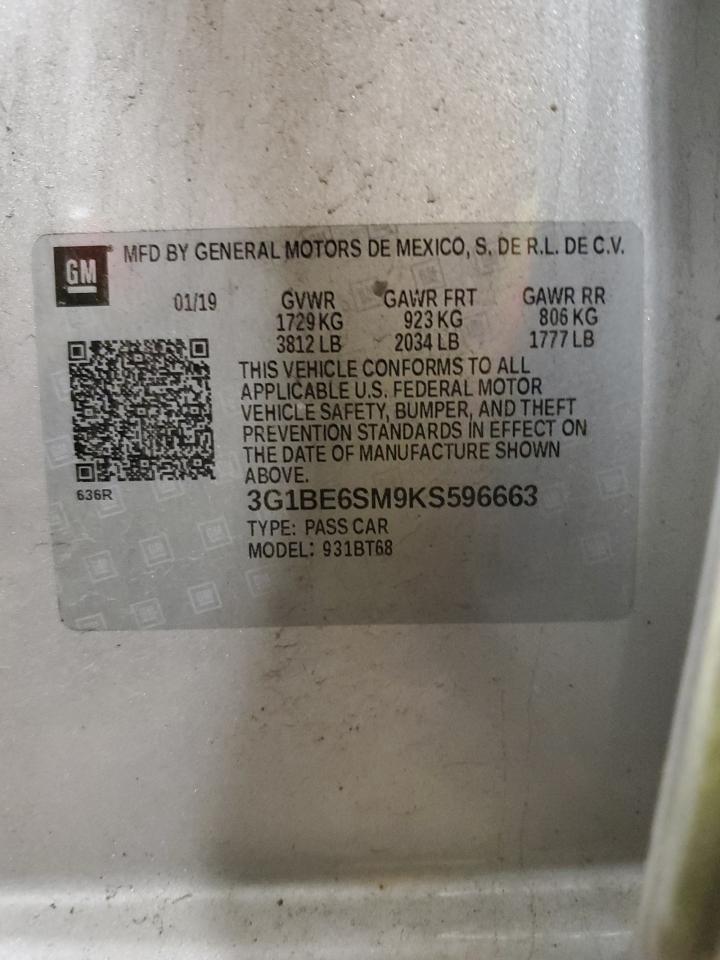 GM
MFD BY GENERAL MOTORS DE MEXICO, S. DE R.L. DE C.V.
01/19 GVWR GAWR FRT GAWR RR
1729 KG 923 KG 806 KG
3812 LB 2034 LB 1777 LB
THIS VEHICLE CONFORMS TO ALL
APPLICABLE U.S. FEDERAL MOTOR
VEHICLE SAFETY, BUMPER, AND THEFT
PREVENTION STANDARDS IN EFFECT ON
THE DATE OF MANUFACTURE SHOWN
ABOVE.
636R
3G1BE6SM9KS596663
TYPE: PASS CAR
MODEL: 931BT68